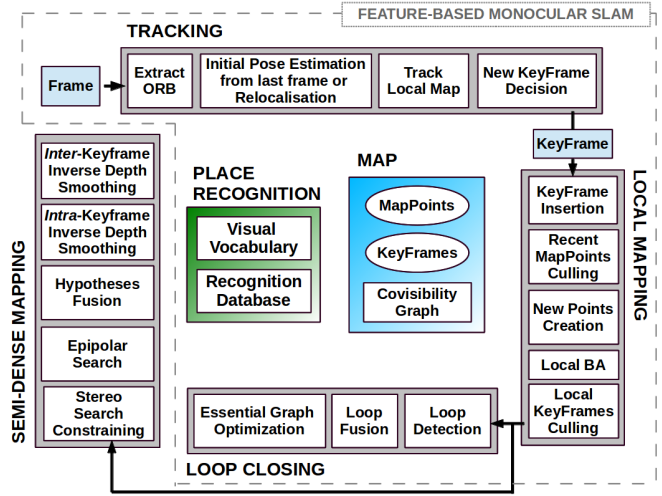 FEATURE-BASED MONOCULAR SLAM
TRACKING
Frame
Extract
ORB
Initial Pose Estimation
from last frame or
Relocalisation
Track
Local Map
New KeyFrame
Decision
KeyFrame
LOCAL MAPPING
KeyFrame
Insertion
Recent
MapPoints
Culling
New Points
Creation
Local BA
Local
KeyFrames
Culling
PLACE
RECOGNITION
Visual
Vocabulary
Recognition
Database
MAP
MapPoints
KeyFrames
Covisibility
Graph
SEMI-DENSE MAPPING
Inter-Keyframe
Inverse Depth
Smoothing
Intra-Keyframe
Inverse Depth
Smoothing
Hypotheses
Fusion
Epipolar
Search
Stereo
Search
Constraining
Essential Graph
Optimization
Loop
Fusion
Loop
Detection
LOOP CLOSING